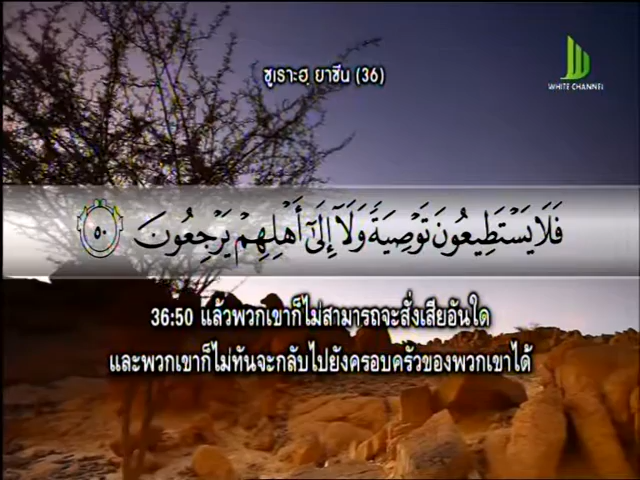 ซูเราะฮฺ ยาซีน (36)
WHITE CHANNEL
فَلَا يَسْتَطِيعُونَ تَوْصِيَةً وَلَآ إِلَىٰٓ أَهْلِهِمْ يَرْجِعُونَ ٥٠
36:50 แล้วพวกเขาก็ไม่สามารถจะสั่งเสียอันใด
และพวกเขาก็ไม่ทันจะกลับไปยังครอบครัวของพวกเขาได้